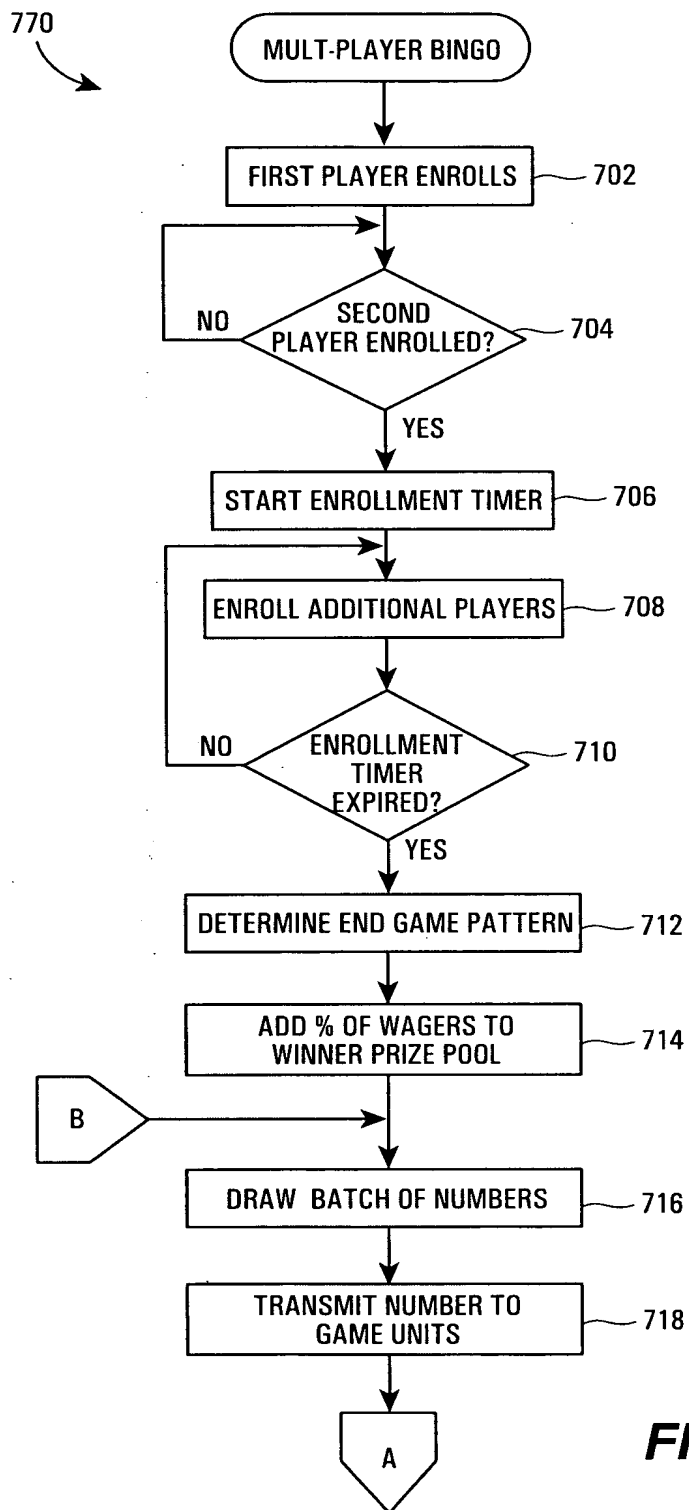 770
MULT-PLAYER BINGO
FIRST PLAYER ENROLLS
702
NO
SECOND
PLAYER ENROLLED?
704
YES
START ENROLLMENT TIMER
706
ENROLL ADDITIONAL PLAYERS
708
NO
ENROLLMENT
TIMER
EXPIRED?
710
YES
DETERMINE END GAME PATTERN
712
ADD % OF WAGERS TO
WINNER PRIZE POOL
714
B
DRAW BATCH OF NUMBERS
716
TRANSMIT NUMBER TO
GAME UNITS
718
A